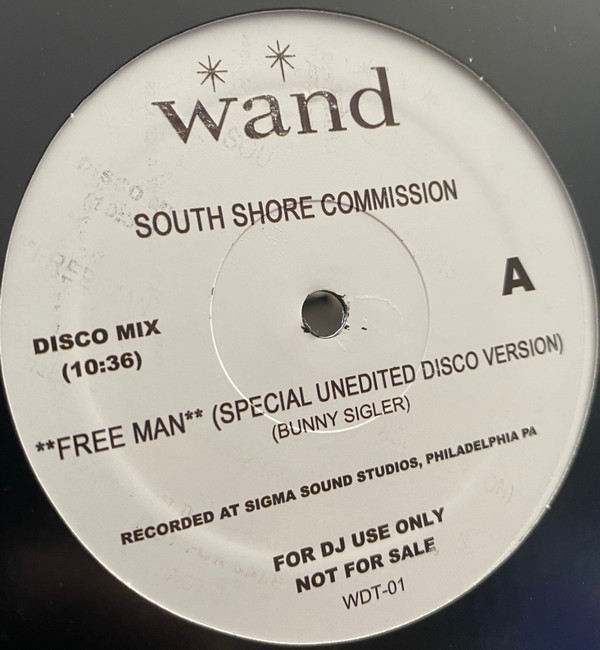 wand
SOUTH SHORE COMMISSION
A
DISCO MIX
(10:36)
**FREE MAN** (SPECIAL UNEDITED DISCO VERSION)
(BUNNY SIGLER)
RECORDED AT SIGMA SOUND STUDIOS, PHILADELPHIA PA
FOR DJ USE ONLY
NOT FOR SALE
WDT-01